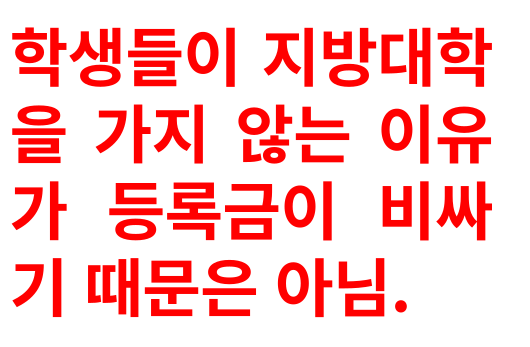 학생들이 지방대학
을 가지 않는 이유
가 등록금이 비싸
기 때문은 아님.